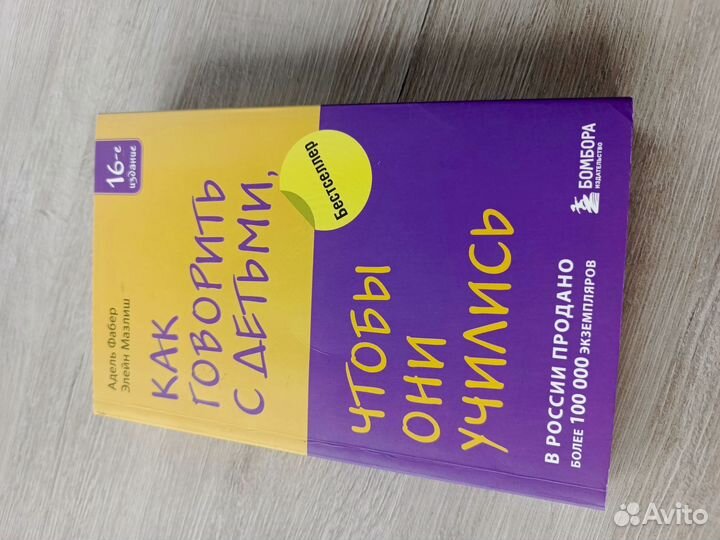 Адель Фабер
Элейн Мазлиш
16-е
издание
КАК
ГОВОРИТЬ
С ДЕТЬМИ,
Бестселлер
ЧТОБЫ
ОНИ
УЧИЛИСЬ
В РОССИИ ПРОДАНО
БОЛЕЕ 100 000 ЭКЗЕМПЛЯРОВ
БОМБОРА
ИЗДАТЕЛЬСТВО
Avito